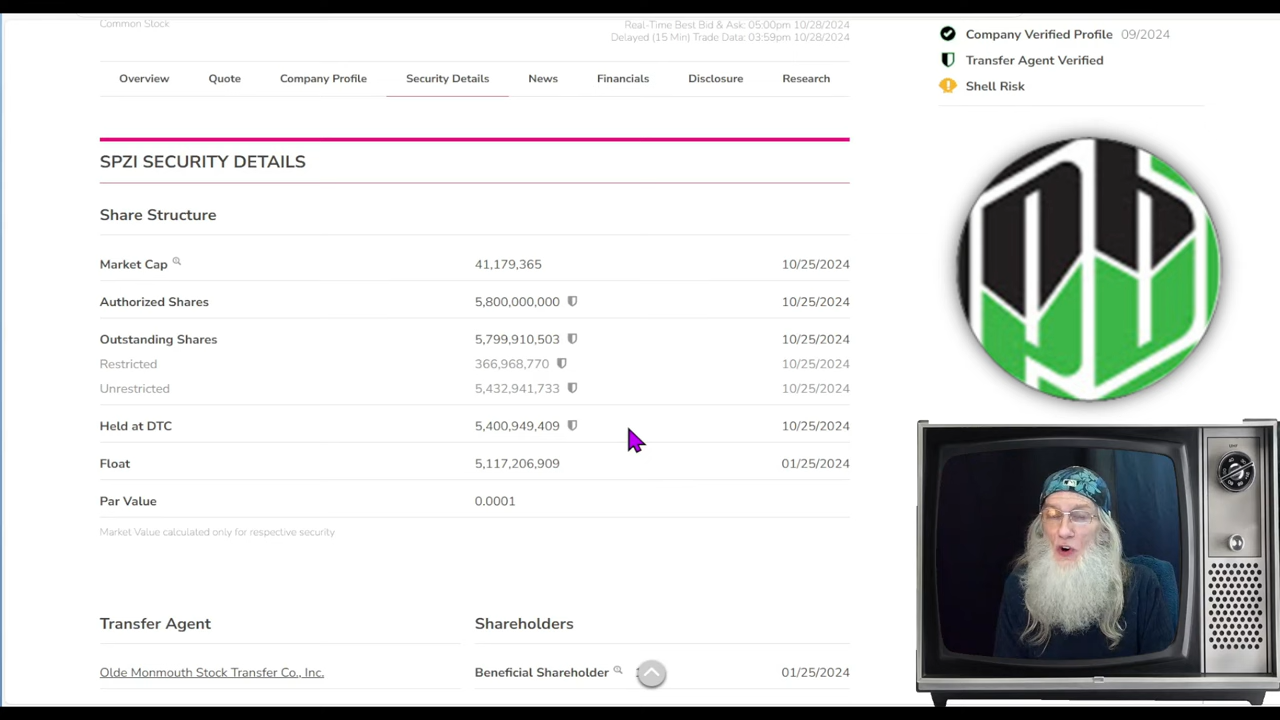 Common Stock
Real-Time Best Bid & Ask: 05:00pm 10/28/2024
Delayed (15 Min) Trade Data: 03:59pm 10/28/2024
Company Verified Profile 09/2024
Transfer Agent Verified
Shell Risk
Overview Quote Company Profile Security Details News Financials Disclosure Research
SPZI SECURITY DETAILS
Share Structure
Market Cap 41,179,365 10/25/2024
Authorized Shares 5,800,000,000 10/25/2024
Outstanding Shares 5,799,910,503 10/25/2024
Restricted 366,968,770 10/25/2024
Unrestricted 5,432,941,733 10/25/2024
Held at DTC 5,400,949,409 10/25/2024
Float 5,117,206,909 01/25/2024
Par Value 0.0001
Market Value calculated only for respective security
Transfer Agent Shareholders
Olde Monmouth Stock Transfer Co., Inc. Beneficial Shareholder 01/25/2024